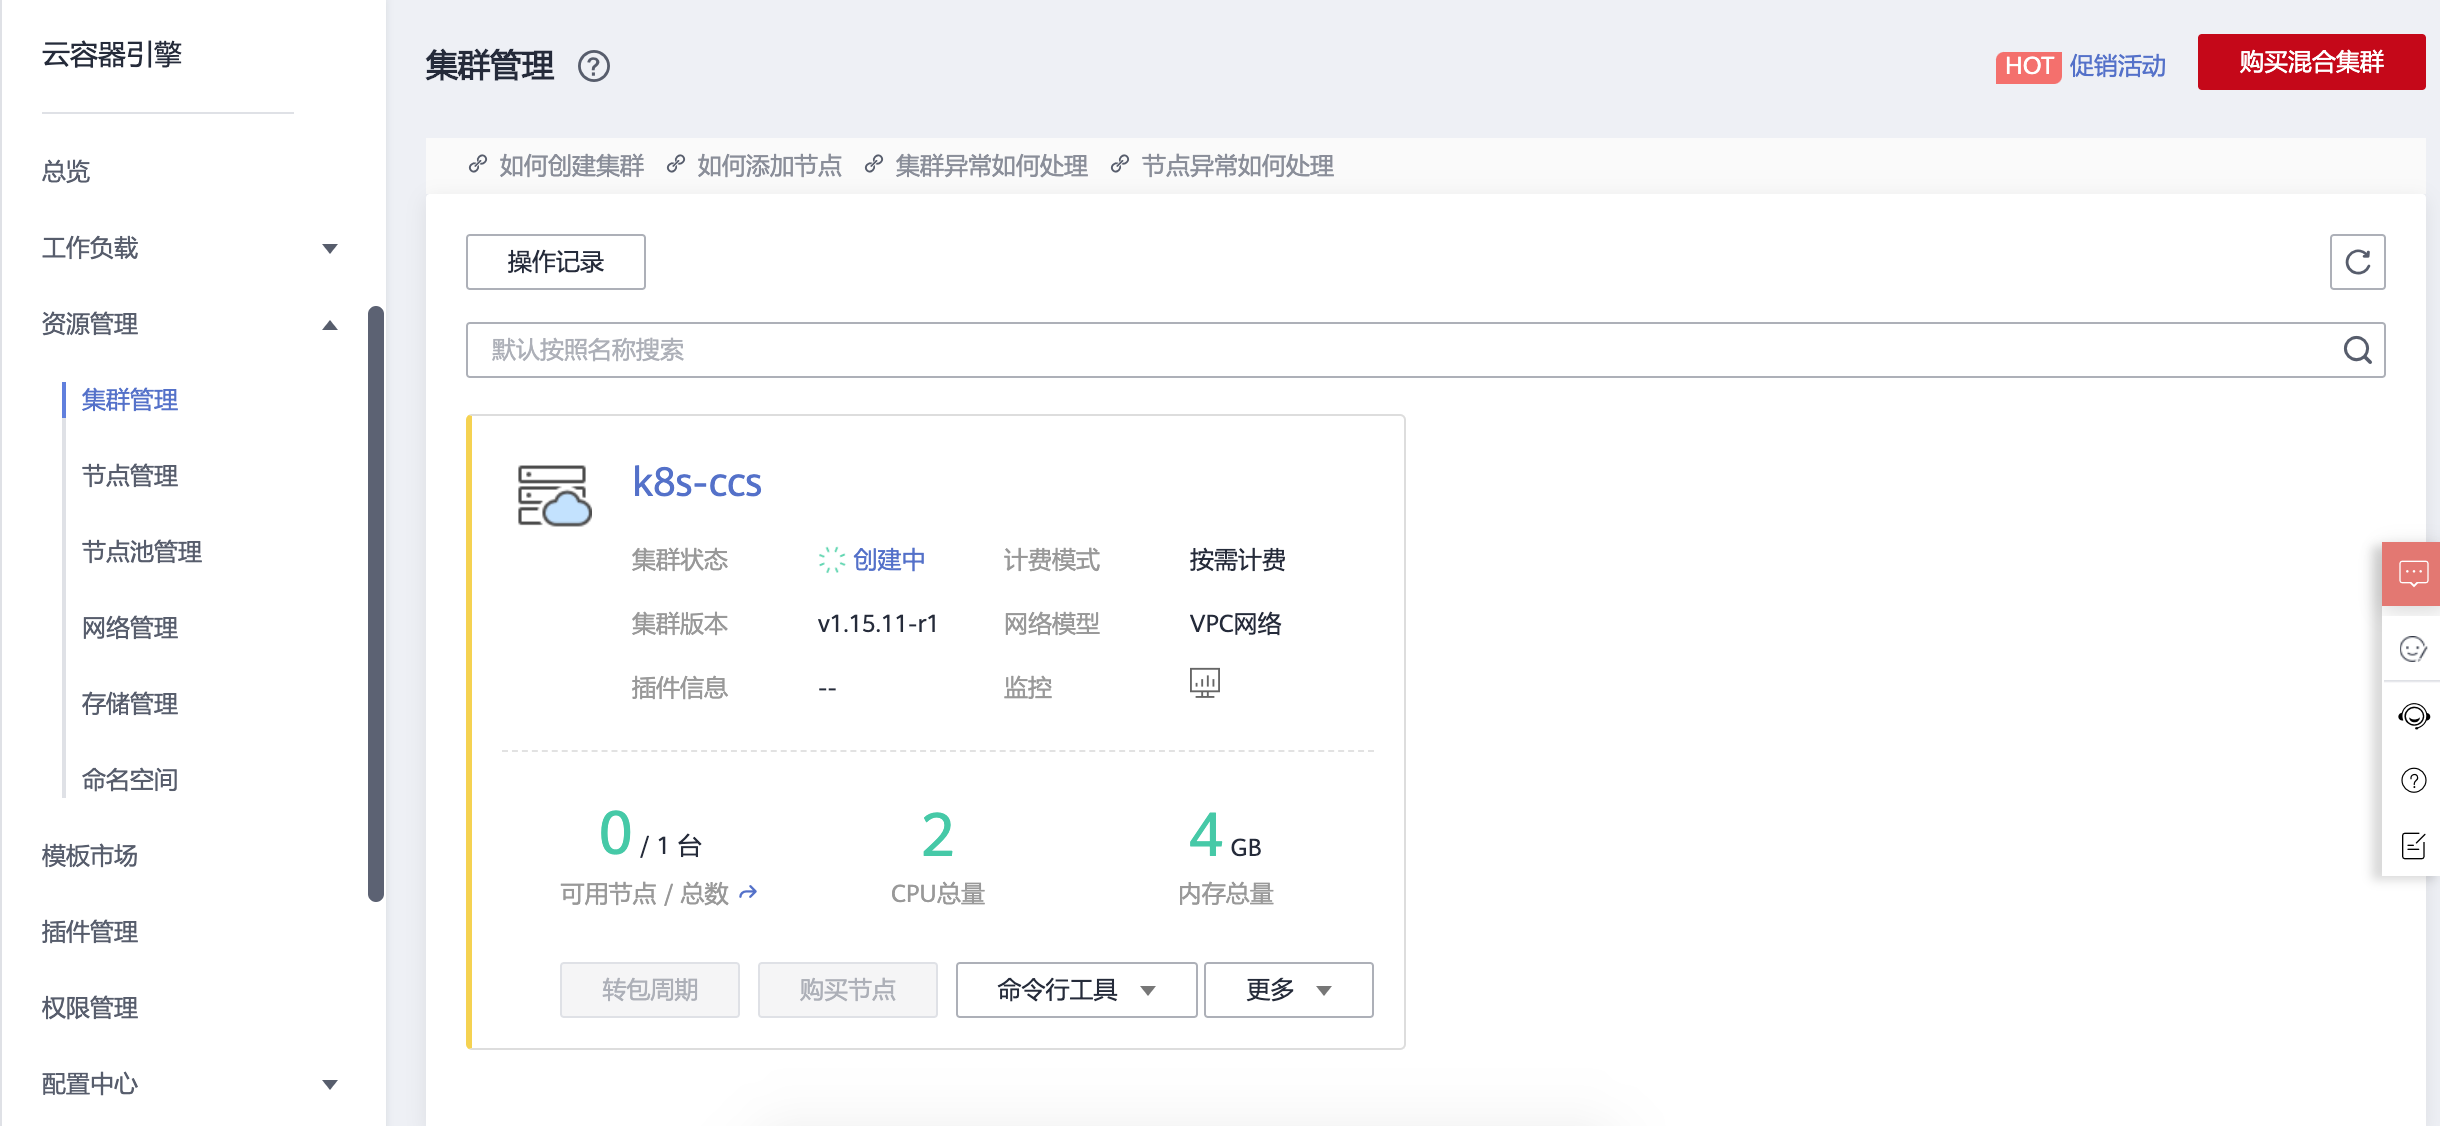 云容器引擎
总览
工作负载
资源管理
集群管理
节点管理
节点池管理
网络管理
存储管理
命名空间
模板市场
插件管理
权限管理
配置中心
集群管理
HOT 促销活动
购买混合集群
如何创建集群 如何添加节点 集群异常如何处理 节点异常如何处理
操作记录
默认按照名称搜索
k8s-ccs
集群状态 创建中 计费模式 按需计费
集群版本 v1.15.11-r1 网络模型 VPC网络
插件信息 -- 监控
0 / 1 台 2 4 GB
可用节点 / 总数 CPU总量 内存总量
转包周期 购买节点 命令行工具 更多